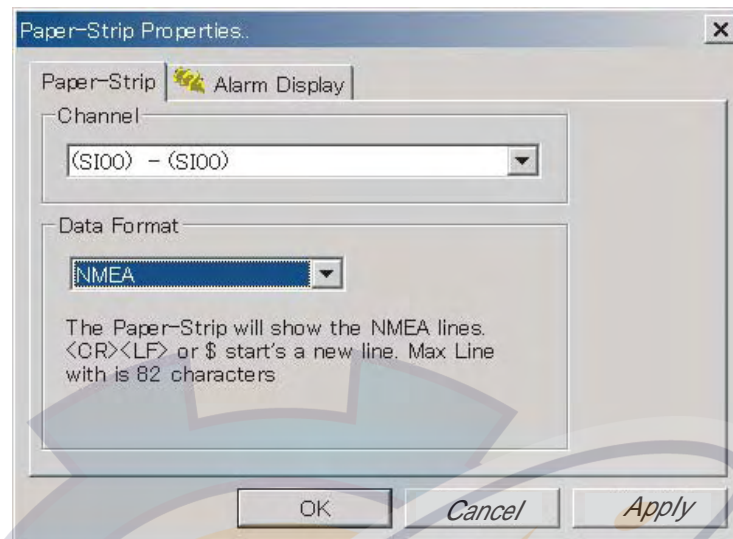 Paper-Strip Properties..
Paper-Strip
Alarm Display
Channel
(SI00) - (SI00)
Data Format
NMEA
The Paper-Strip will show the NMEA lines.
<CR><LF> or $ start's a new line. Max Line
with is 82 characters
OK
Cancel
Apply